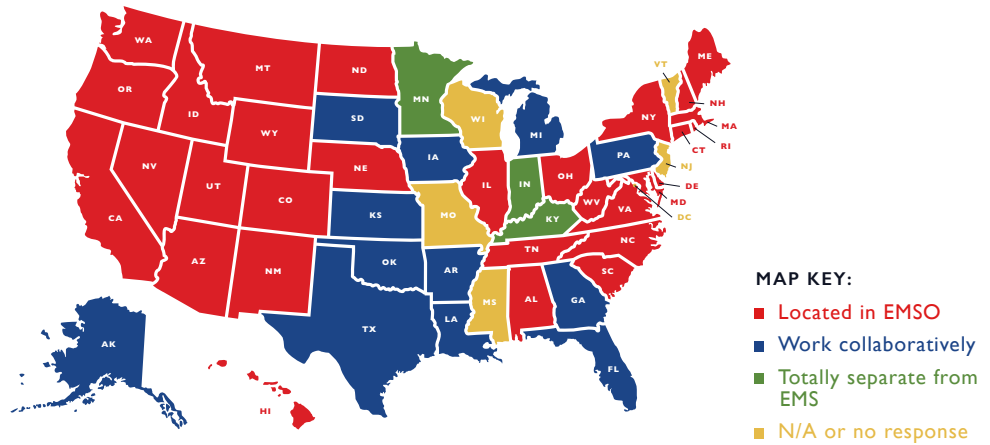 WA
VT
ME
MT
ND
OR
MN
NH
ID
SD
WI
NY
MA
WY
MI
CT
RI
IA
PA
NV
NE
NJ
UT
IL
IN
OH
DE
CO
WV
MD
CA
KS
MO
KY
VA
DC
NC
TN
AZ
OK
NM
AR
SC
MS
AL
GA
LA
TX
AK
FL
HI
MAP KEY:
Located in EMSO
Work collaboratively
Totally separate from
EMS
N/A or no response